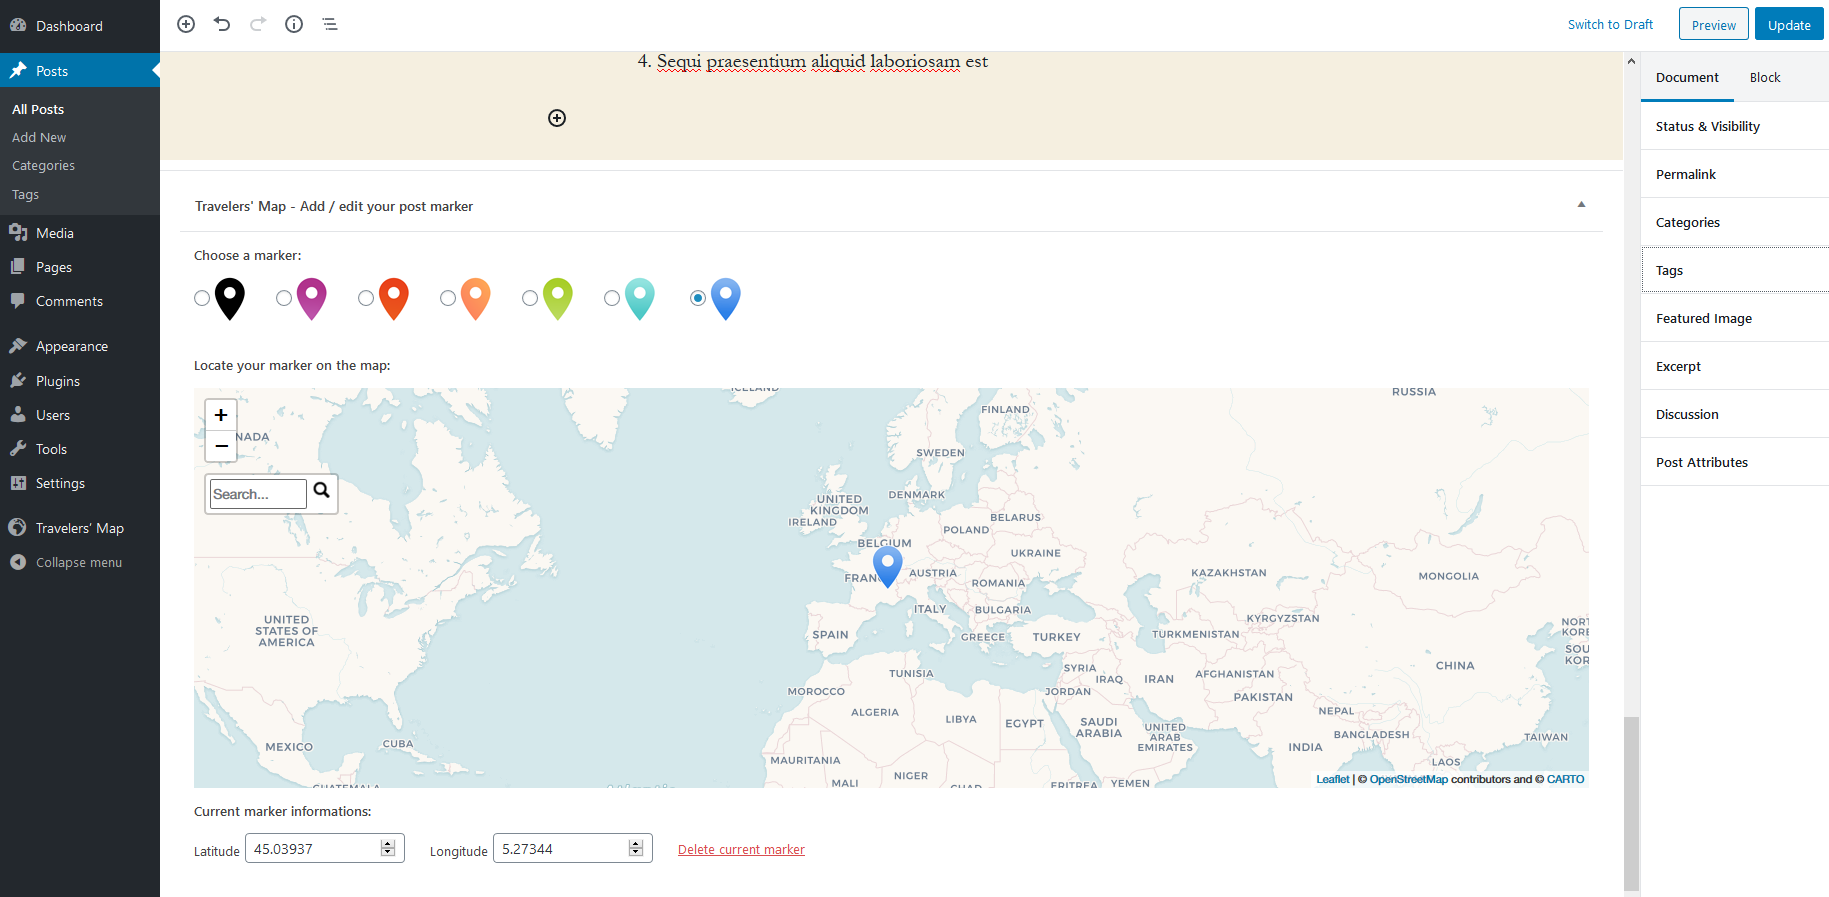 Dashboard
Posts
All Posts
Add New
Categories
Tags
Media
Pages
Comments
Appearance
Plugins
Users
Tools
Settings
Travelers' Map
Collapse menu
Switch to Draft
Preview
Update
4. Sequi praesentium aliquid laboriosam est
Travelers' Map - Add / edit your post marker
Choose a marker:
Locate your marker on the map:
+
−
Search...
ICELAND
RUSSIA
FINLAND
NADA
SWEDEN
DENMARK
UNITED
KINGDOM
IRELAND
BELARUS
POLAND
BELGIUM
UKRAINE
FRANC
AUSTRIA
ROMANIA
KAZAKHSTAN
MONGOLIA
ITALY
BULGARIA
UNITED
STATES OF
AMERICA
KYRGYZSTAN
NORT
KORE
SPAIN
GREECE
TURKEY
TURKMENISTAN
SOU
KOR
TUNISIA
SYRIA
IRAQ
IRAN
AFGHANISTAN
CHINA
MOROCCO
JORDAN
PAKISTAN
ALGERIA
LIBYA
EGYPT
SAUDI
ARABIA
UNITED
ARAB
EMIRATES
NEPAL
BANGLADESH
TAIWAN
MEXICO
CUBA
INDIA
MAURITANIA
LAOS
MALI
NIGER
CHAD
ERITREA
YEMEN
GUATEMALA
Atlantic
Leaflet | © OpenStreetMap contributors and © CARTO
Current marker informations:
Latitude 45.03937 Longitude 5.27344 Delete current marker
Document Block
Status & Visibility
Permalink
Categories
Tags
Featured Image
Excerpt
Discussion
Post Attributes